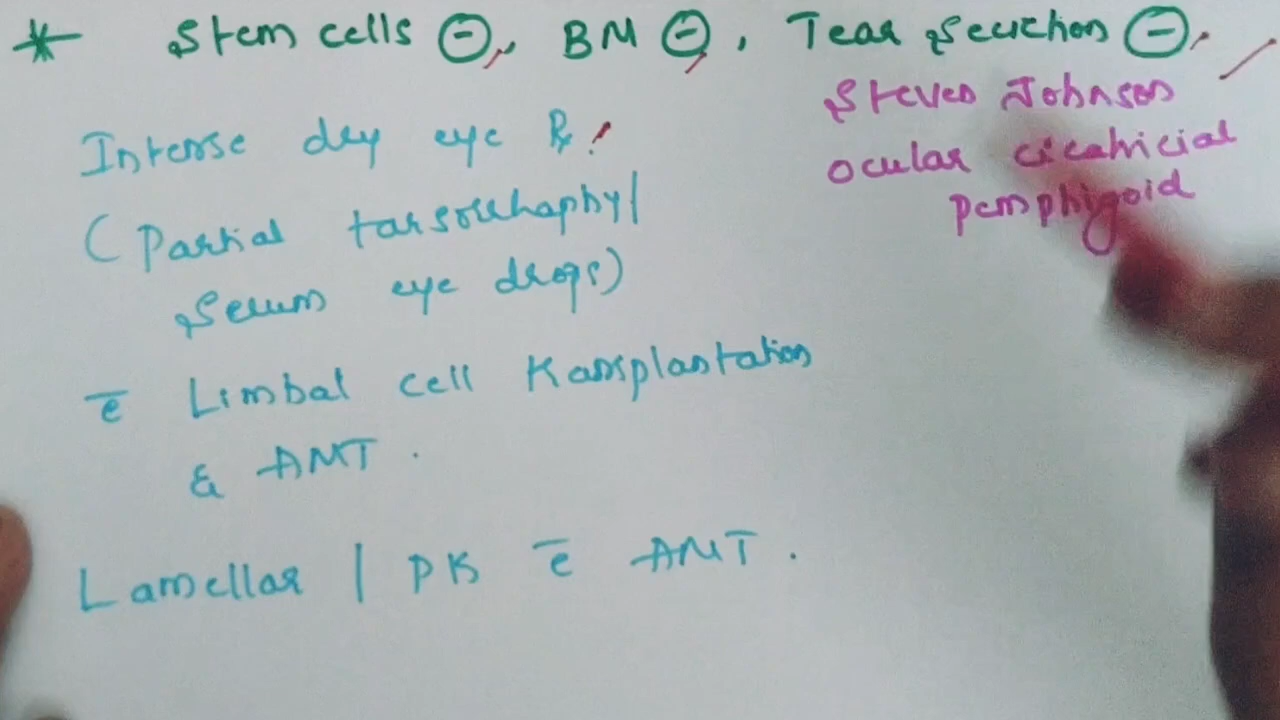 * Stem cells ⊖, BM ⊖, Tear secretion ⊖,
Steven Johnson
ocular cicatricial
pemphigoid
Intense dry eye Rx
(Partial tarsorrhaphy/
Serum eye drops)
c̅ Limbal cell transplantation
& AMT.
Lamellar / PK c̅ AMT.